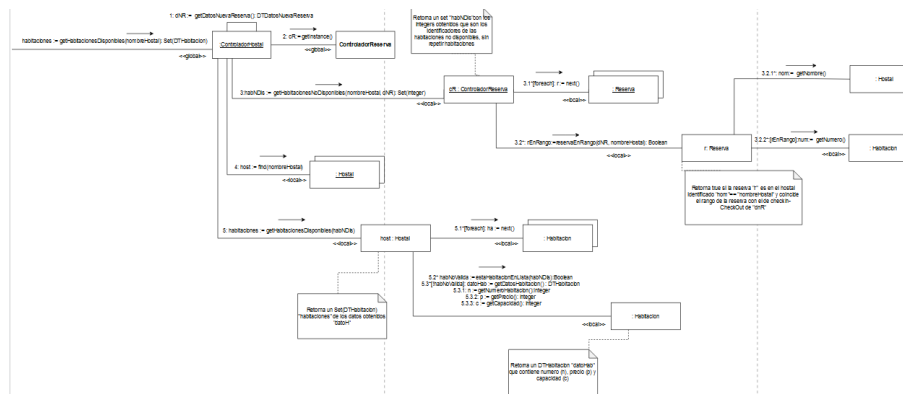 1: dNR:= getDatosNuevaReserva(): DTDatosNuevaReserva
Retorna un set "habNDis"con los
integers obtenidos que son los
identificadores de las
habitaciones no disponibles, sin
repetir habitaciones
habitaciones := getHabitacionesDisponibles(nombreHostal): Set(DTHabitacion)
<<global>>
:ControladorHostal
2: cR:=getInstance()
<<global>>
ControladorReserva
3:habNDis := getHabitacionesNoDisponibles(nombreHostal, dNR): Set(Integer)
<<local>>
cR : ControladorReserva
3.1*[foreach]: r := next()
<<local>>
: Reserva
3.2.1*: nom:= getNombre()
<<local>>
: Hostal
3.2*: rEnRango:=reservaEnRango(dNR, nombreHostal): Boolean
<<local>>
r: Reserva
3.2.2*:[rEnRango]:num:= getNumero()
<<local>>
: Habitacion
4: host := find(nombreHostal)
<<local>>
: Hostal
Retorna true si la reserva "r" es en el hostal
identificado "nom"=="nombreHostal" y coincide
el rango de la reserva con el de checkIn-
CheckOut de "dnR"
5: habitaciones := getHabitacionesDisponibles(habNDis)
<<local>>
host : Hostal
5.1*[foreach]: ha := next()
<<local>>
: Habitacion
5.2* habNoValida := estaHabitacionEnLista(habNDis):Boolean
5.3*[!habNoValida]: datoHab := getDatosHabitacion() : DTHabitacion
5.3.1: n := getNumeroHabitacion():Integer
5.3.2: p := getPrecio(): Integer
5.3.3: c := getCapacidad(): Integer
Retorna un Set(DTHabitacion)
"habitaciones" de los datos obtenidos
"datoH"
<<local>>
: Habitacion
Retorna un DTHabitacion "datoHab"
que contiene numero (n), precio (p) y
capacidad (c)